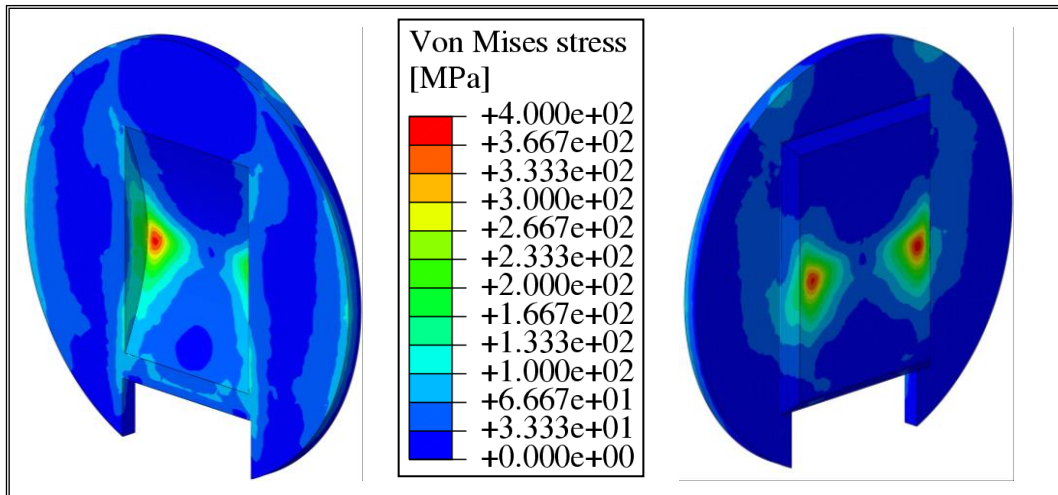 Von Mises stress
[MPa]
+4.000e+02
+3.667e+02
+3.333e+02
+3.000e+02
+2.667e+02
+2.333e+02
+2.000e+02
+1.667e+02
+1.333e+02
+1.000e+02
+6.667e+01
+3.333e+01
+0.000e+00